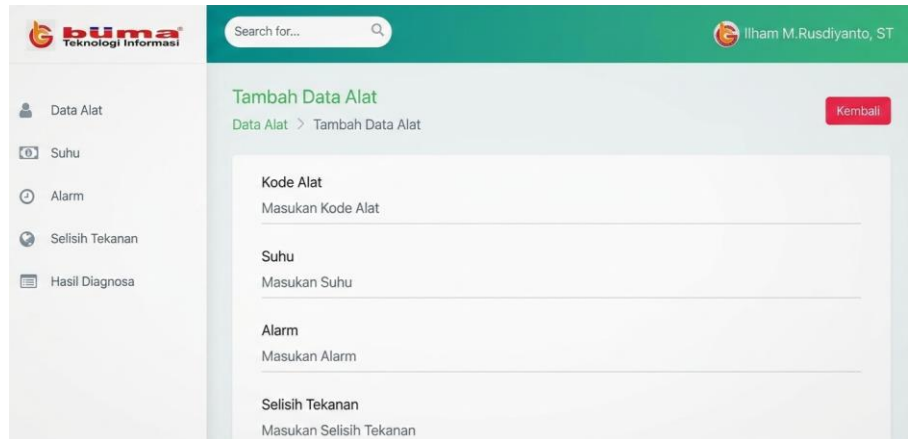 büma
Teknologi Informasi
Search for...
Ilham M.Rusdiyanto, ST
Data Alat
Suhu
Alarm
Selisih Tekanan
Hasil Diagnosa
Tambah Data Alat
Data Alat > Tambah Data Alat
Kembali
Kode Alat
Masukan Kode Alat
Suhu
Masukan Suhu
Alarm
Masukan Alarm
Selisih Tekanan
Masukan Selisih Tekanan